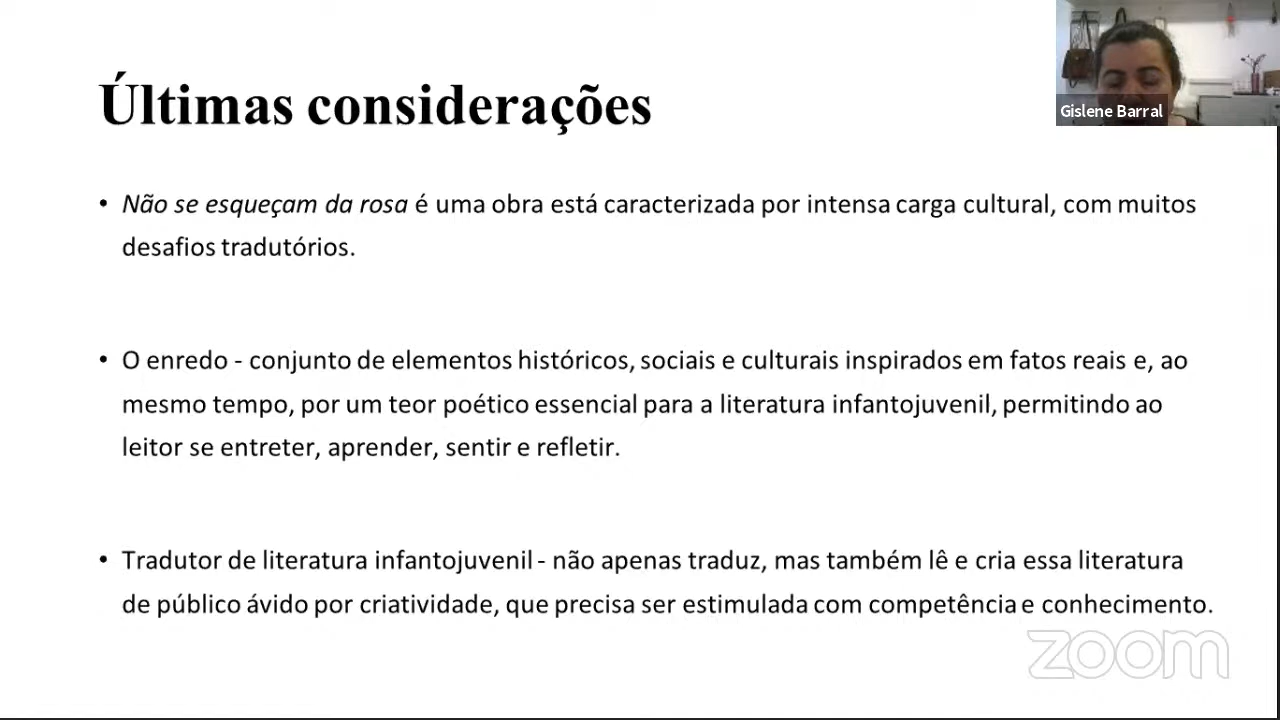 Últimas considerações
Gislene Barral
• Não se esqueçam da rosa é uma obra está caracterizada por intensa carga cultural, com muitos
desafios tradutórios.
• O enredo - conjunto de elementos históricos, sociais e culturais inspirados em fatos reais e, ao
mesmo tempo, por um teor poético essencial para a literatura infantojuvenil, permitindo ao
leitor se entreter, aprender, sentir e refletir.
• Tradutor de literatura infantojuvenil - não apenas traduz, mas também lê e cria essa literatura
de público ávido por criatividade, que precisa ser estimulada com competência e conhecimento.
zoom